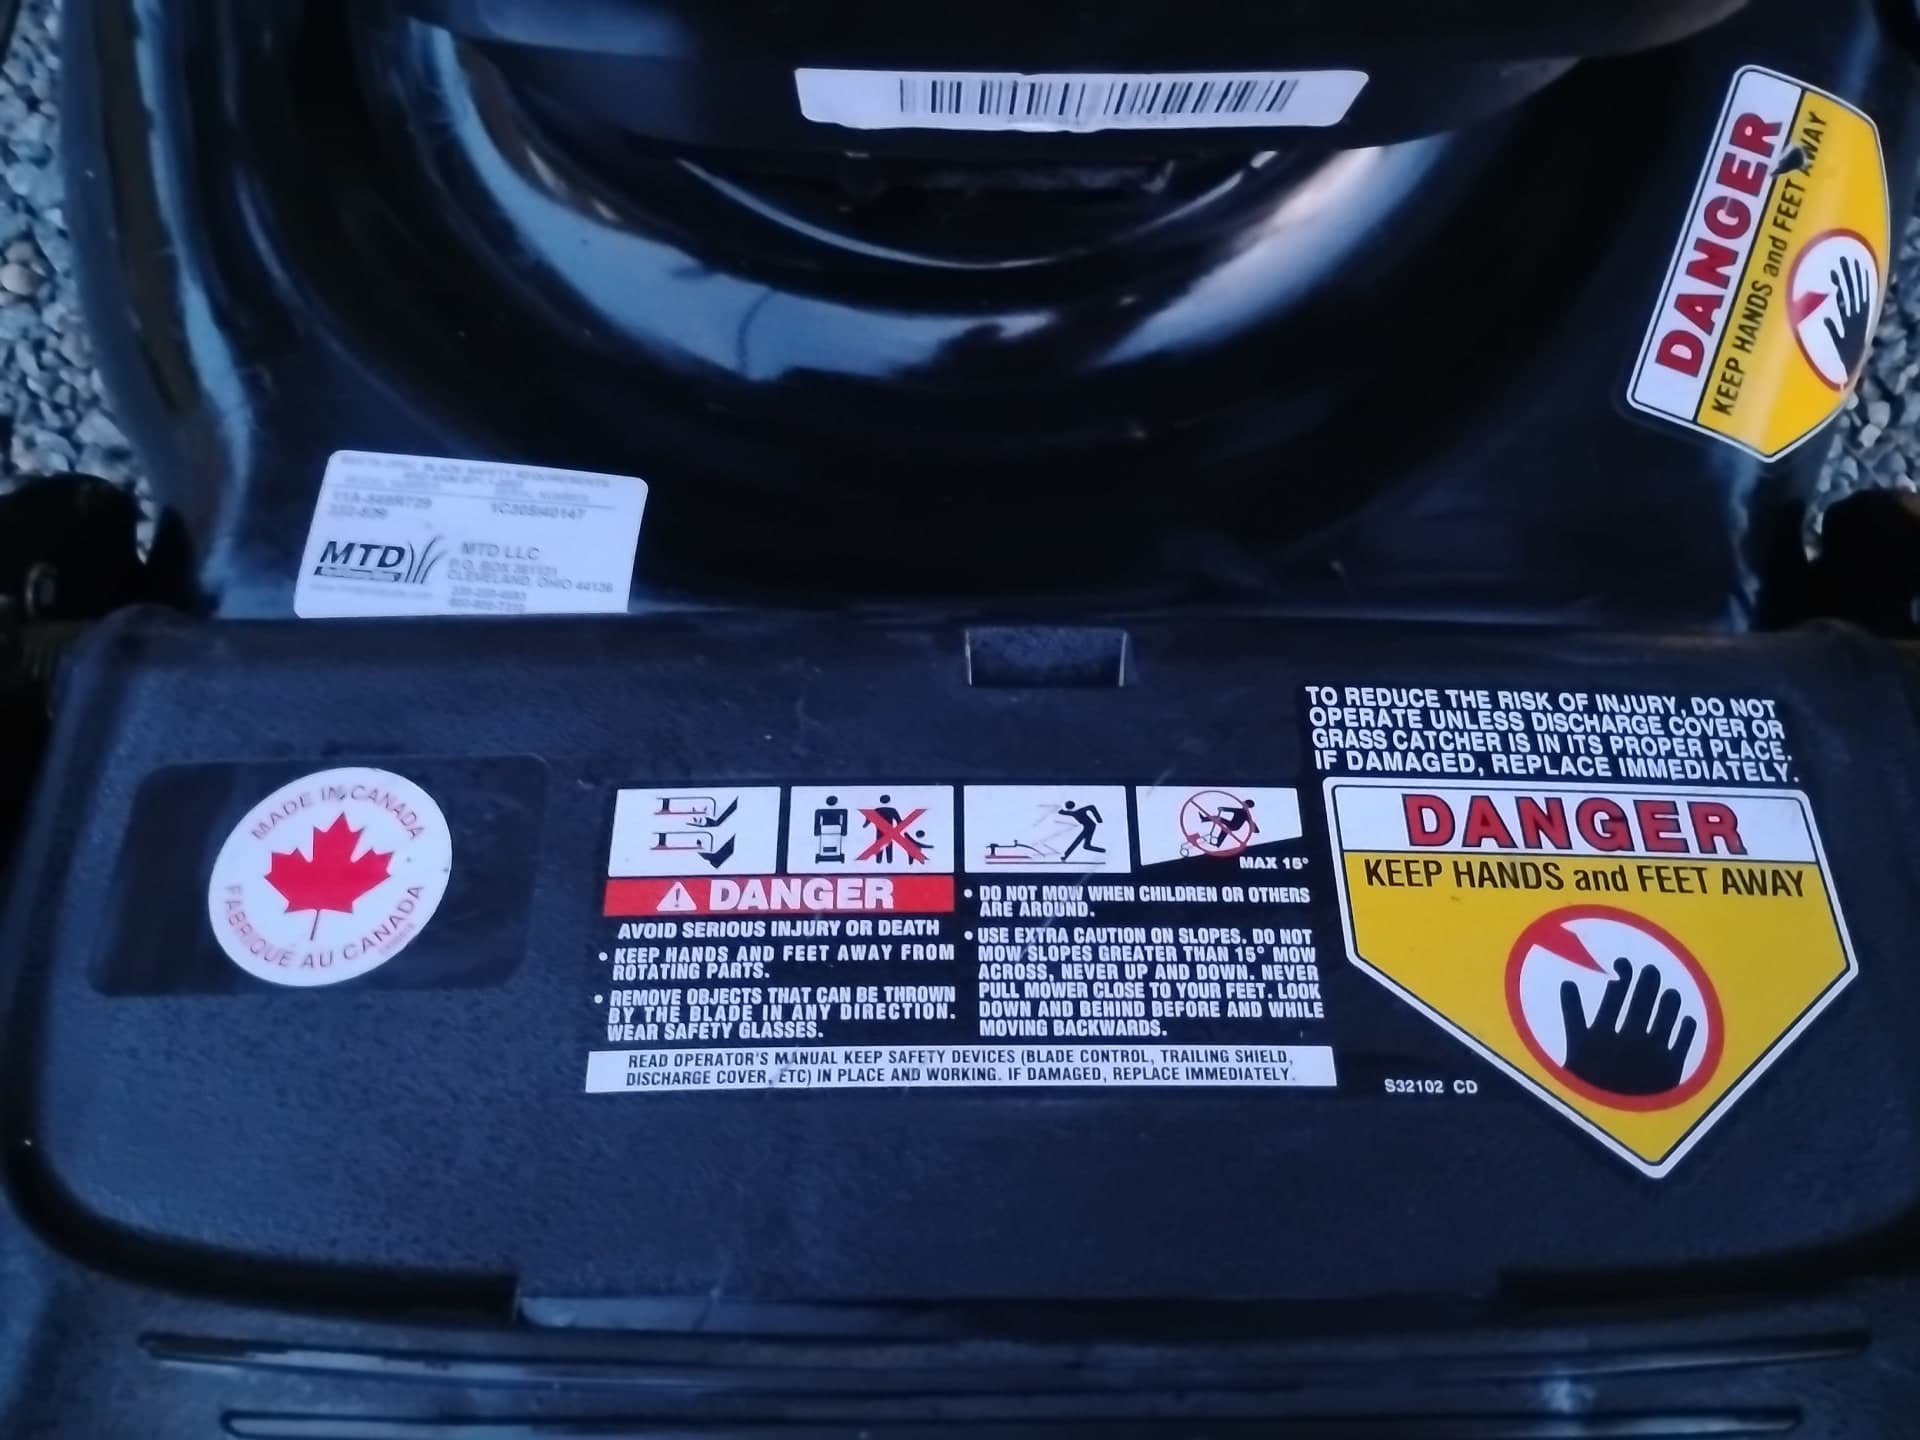 DANGER
KEEP HANDS and FEET AWAY
MTD
MTD LLC
P.O. BOX 361131
CLEVELAND, OHIO 44136
MADE IN CANADA
FABRIQUÉ AU CANADA
MAX 15°
DANGER
AVOID SERIOUS INJURY OR DEATH
• KEEP HANDS AND FEET AWAY FROM
ROTATING PARTS.
• REMOVE OBJECTS THAT CAN BE THROWN
BY THE BLADE IN ANY DIRECTION.
WEAR SAFETY GLASSES.
• DO NOT MOW WHEN CHILDREN OR OTHERS
ARE AROUND.
• USE EXTRA CAUTION ON SLOPES. DO NOT
MOW SLOPES GREATER THAN 15° MOW
ACROSS, NEVER UP AND DOWN. NEVER
PULL MOWER CLOSE TO YOUR FEET. LOOK
DOWN AND BEHIND BEFORE AND WHILE
MOVING BACKWARDS.
READ OPERATOR'S MANUAL KEEP SAFETY DEVICES (BLADE CONTROL, TRAILING SHIELD,
DISCHARGE COVER, ETC) IN PLACE AND WORKING. IF DAMAGED, REPLACE IMMEDIATELY.
TO REDUCE THE RISK OF INJURY, DO NOT
OPERATE UNLESS DISCHARGE COVER OR
GRASS CATCHER IS IN ITS PROPER PLACE.
IF DAMAGED, REPLACE IMMEDIATELY.
DANGER
KEEP HANDS and FEET AWAY
S32102 CD